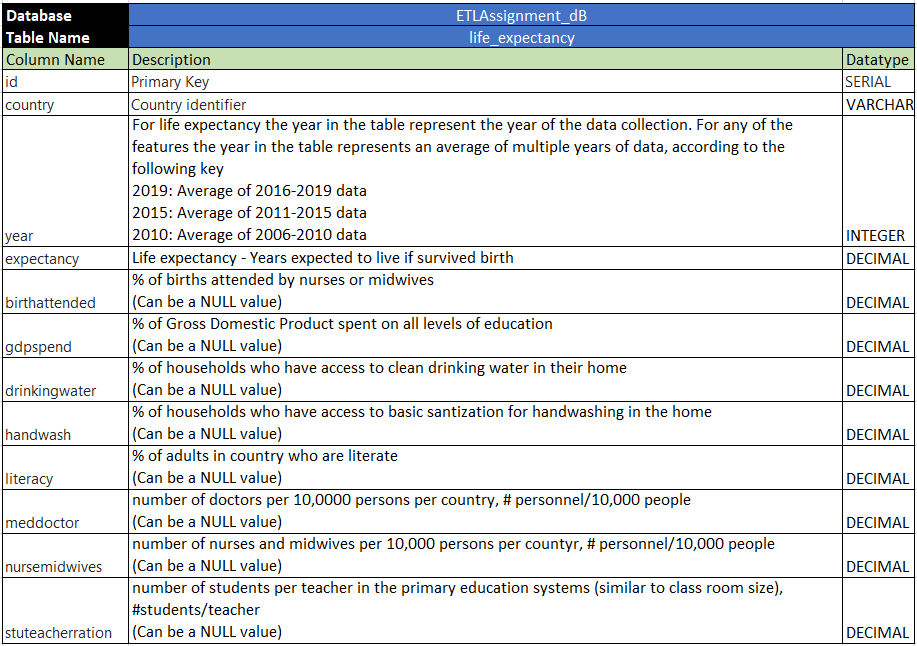 Database ETLAssignment_dB
Table Name life_expectancy
Column Name Description Datatype
id Primary Key SERIAL
country Country identifier VARCHAR
For life expectancy the year in the table represent the year of the data collection. For any of the
features the year in the table represents an average of multiple years of data, according to the
following key
2019: Average of 2016-2019 data
2015: Average of 2011-2015 data
year 2010: Average of 2006-2010 data INTEGER
expectancy Life expectancy - Years expected to live if survived birth DECIMAL
% of births attended by nurses or midwives
birthattended (Can be a NULL value) DECIMAL
% of Gross Domestic Product spent on all levels of education
gdpspend (Can be a NULL value) DECIMAL
% of households who have access to clean drinking water in their home
drinkingwater (Can be a NULL value) DECIMAL
% of households who have access to basic santization for handwashing in the home
handwash (Can be a NULL value) DECIMAL
% of adults in country who are literate
literacy (Can be a NULL value) DECIMAL
number of doctors per 10,0000 persons per country, # personnel/10,000 people
meddoctor (Can be a NULL value) DECIMAL
number of nurses and midwives per 10,000 persons per countyr, # personnel/10,000 people
nursemidwives (Can be a NULL value) DECIMAL
number of students per teacher in the primary education systems (similar to class room size),
#students/teacher
stuteacherration (Can be a NULL value) DECIMAL